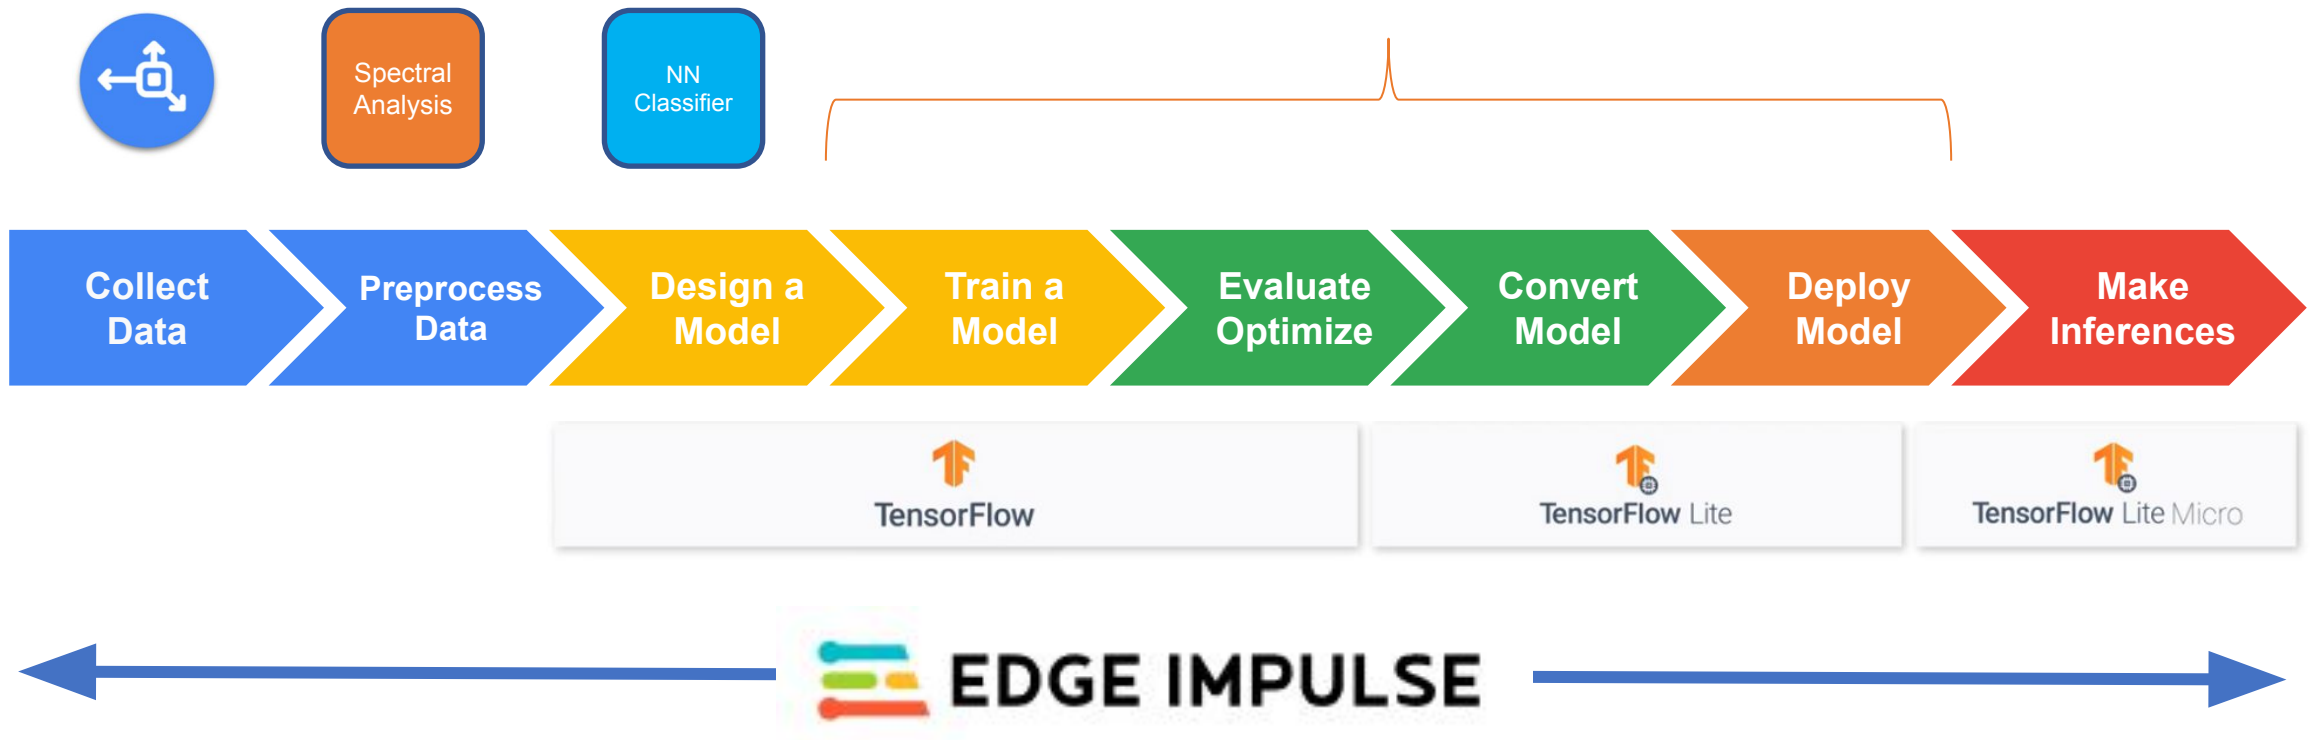 Spectral
Analysis
NN
Classifier
Collect
Data
Preprocess
Data
Design a
Model
Train a
Model
Evaluate
Optimize
Convert
Model
Deploy
Model
Make
Inferences
TensorFlow
TensorFlow Lite
TensorFlow Lite Micro
EDGE IMPULSE